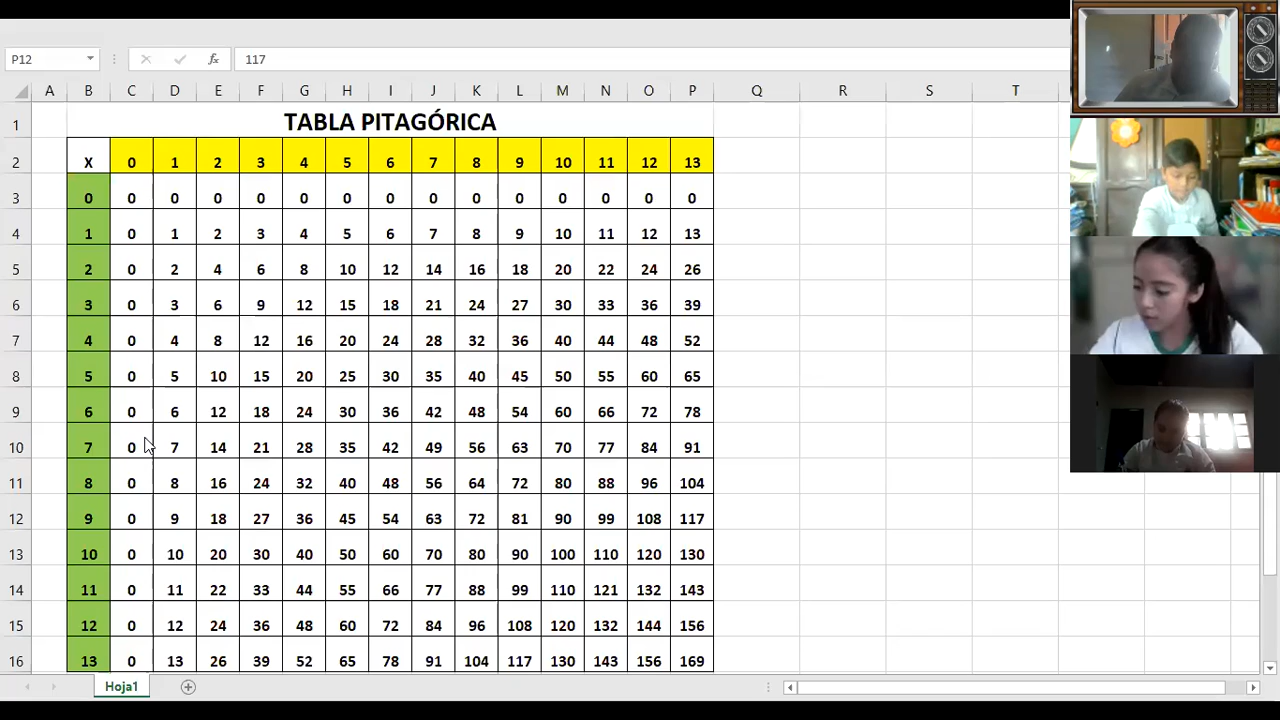 P12 117
A B C D E F G H I J K L M N O P Q R S T
1 TABLA PITAGÓRICA
2 X 0 1 2 3 4 5 6 7 8 9 10 11 12 13
3 0 0 0 0 0 0 0 0 0 0 0 0 0 0 0
4 1 0 1 2 3 4 5 6 7 8 9 10 11 12 13
5 2 0 2 4 6 8 10 12 14 16 18 20 22 24 26
6 3 0 3 6 9 12 15 18 21 24 27 30 33 36 39
7 4 0 4 8 12 16 20 24 28 32 36 40 44 48 52
8 5 0 5 10 15 20 25 30 35 40 45 50 55 60 65
9 6 0 6 12 18 24 30 36 42 48 54 60 66 72 78
10 7 0 7 14 21 28 35 42 49 56 63 70 77 84 91
11 8 0 8 16 24 32 40 48 56 64 72 80 88 96 104
12 9 0 9 18 27 36 45 54 63 72 81 90 99 108 117
13 10 0 10 20 30 40 50 60 70 80 90 100 110 120 130
14 11 0 11 22 33 44 55 66 77 88 99 110 121 132 143
15 12 0 12 24 36 48 60 72 84 96 108 120 132 144 156
16 13 0 13 26 39 52 65 78 91 104 117 130 143 156 169
Hoja1